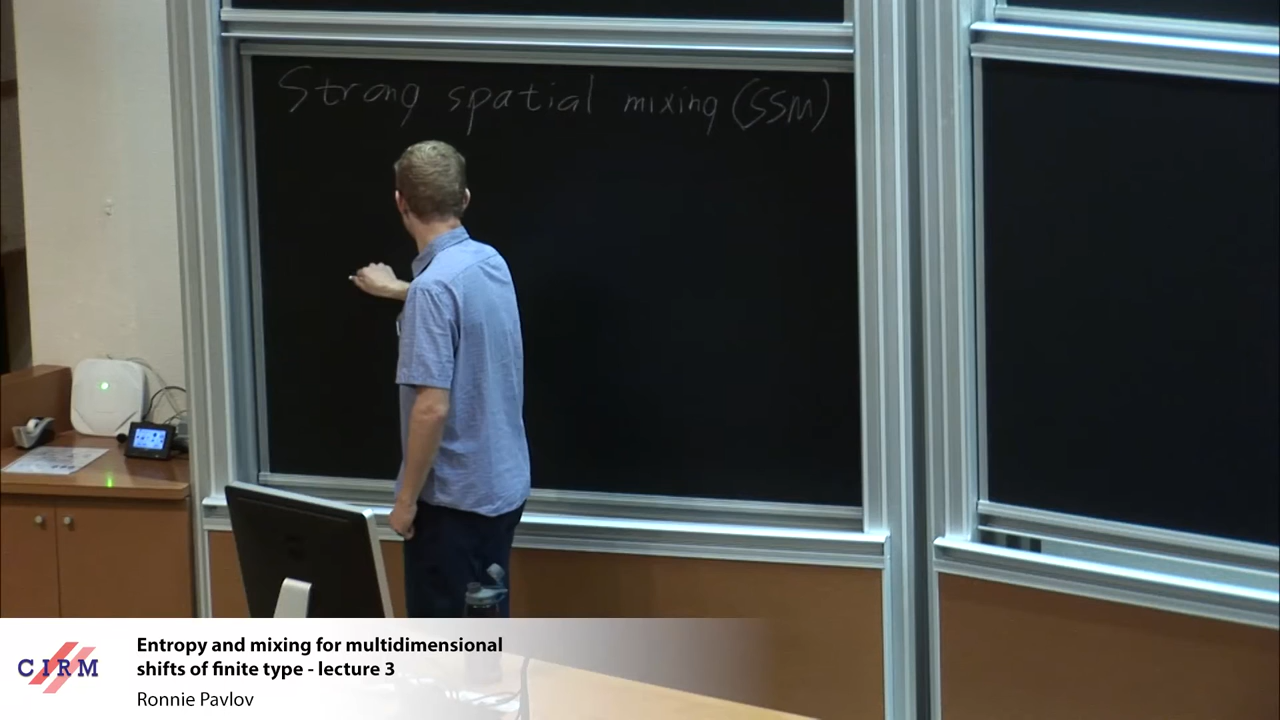 Strong spatial mixing (SSM)
CIRM
Entropy and mixing for multidimensional
shifts of finite type - lecture 3
Ronnie Pavlov